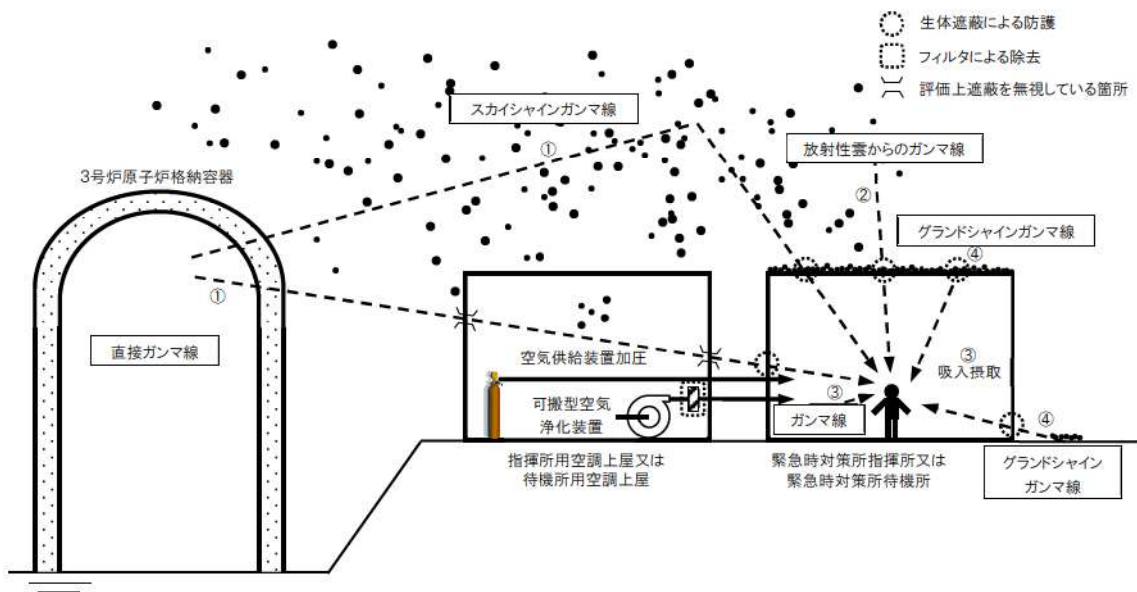 生体遮蔽による防護
フィルタによる除去
評価上遮蔽を無視している箇所
スカイシャインガンマ線
①
放射性雲からのガンマ線
②
3号炉原子炉格納容器
グランドシャインガンマ線
④
①
直接ガンマ線
空気供給装置加圧
③
吸入摂取
可搬型空気
浄化装置
③
ガンマ線
④
指揮所用空調上屋又は
待機所用空調上屋
緊急時対策所指揮所又は
緊急時対策所待機所
グランドシャイン
ガンマ線